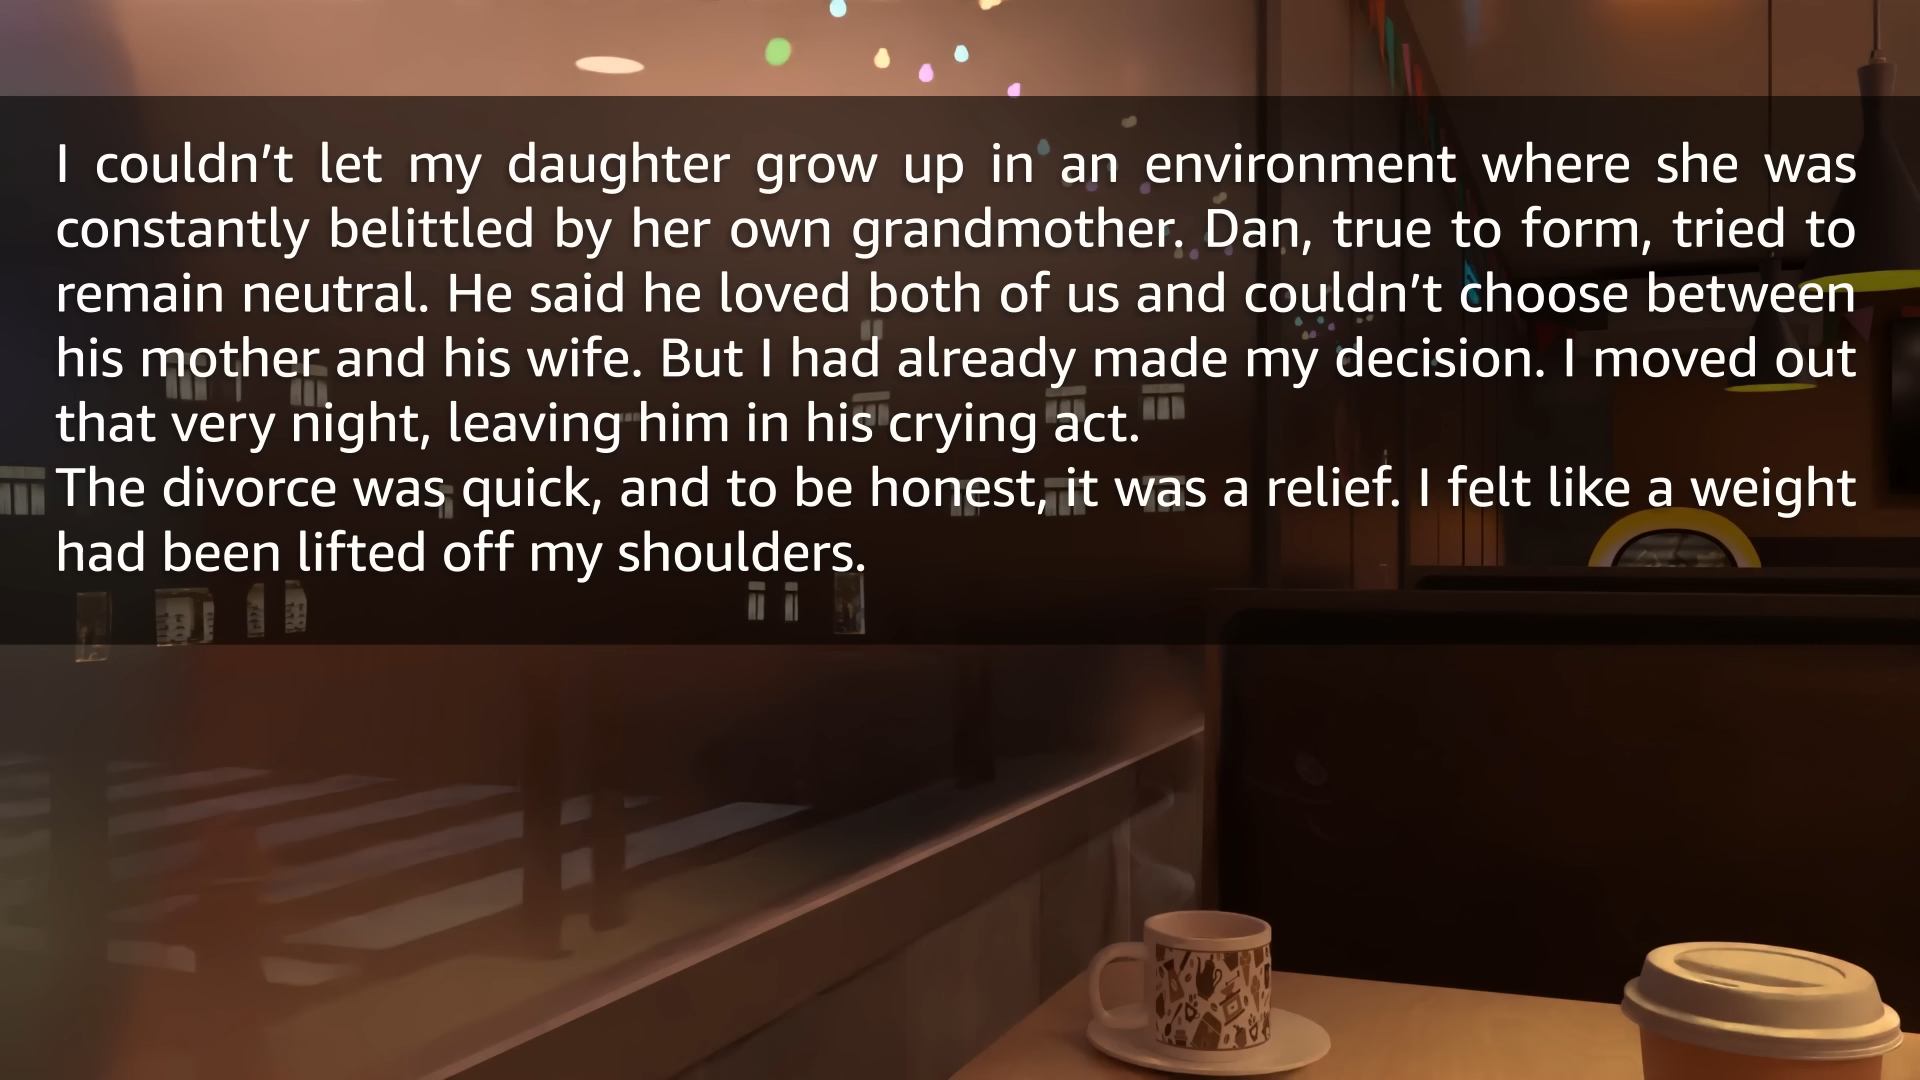 I couldn’t let my daughter grow up in an environment where she was
constantly belittled by her own grandmother. Dan, true to form, tried to
remain neutral. He said he loved both of us and couldn’t choose between
his mother and his wife. But I had already made my decision. I moved out
that very night, leaving him in his crying act.
The divorce was quick, and to be honest, it was a relief. I felt like a weight
had been lifted off my shoulders.